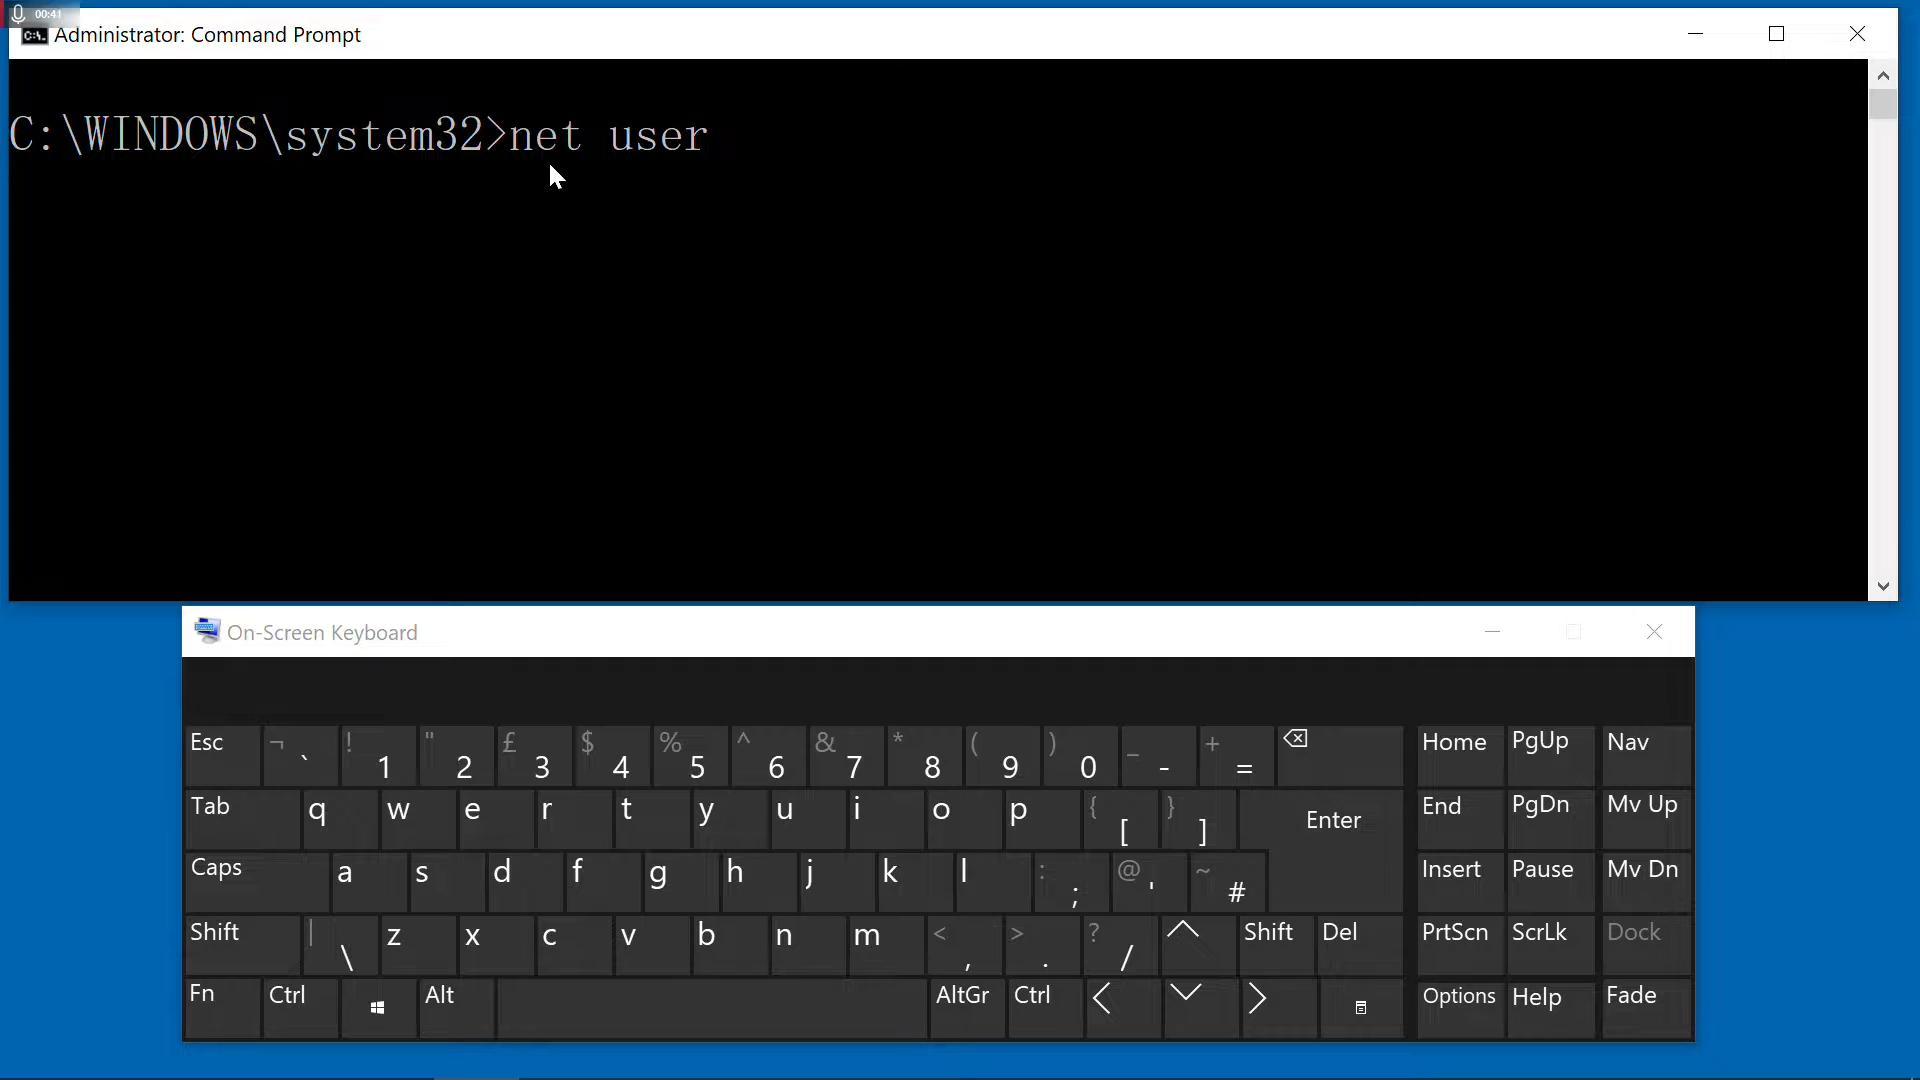 00:41
Administrator: Command Prompt
C:\WINDOWS\system32>net user
On-Screen Keyboard
Esc ¬ ` ! 1 " 2 £ 3 $ 4 % 5 ^ 6 & 7 * 8 ( 9 ) 0 _ - + = Home PgUp Nav
Tab q w e r t y u i o p { [ } ] Enter End PgDn Mv Up
Caps a s d f g h j k l : ; @ ' ~ # Insert Pause Mv Dn
Shift | \ z x c v b n m < , > . ? / Shift Del PrtScn ScrLk Dock
Fn Ctrl Alt AltGr Ctrl Options Help Fade